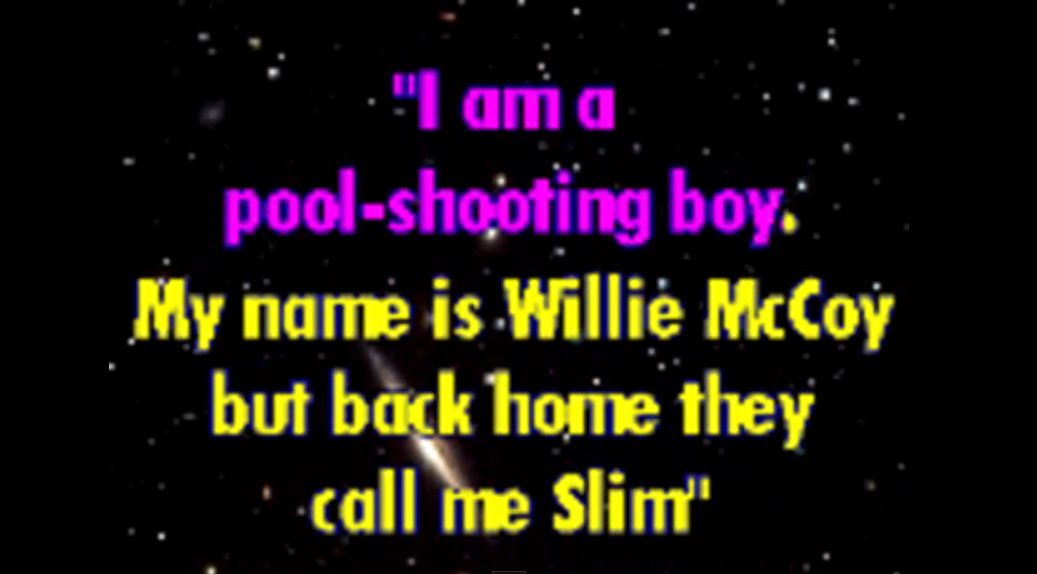 "I am a
pool-shooting boy.
My name is Willie McCoy
but back home they
call me Slim"